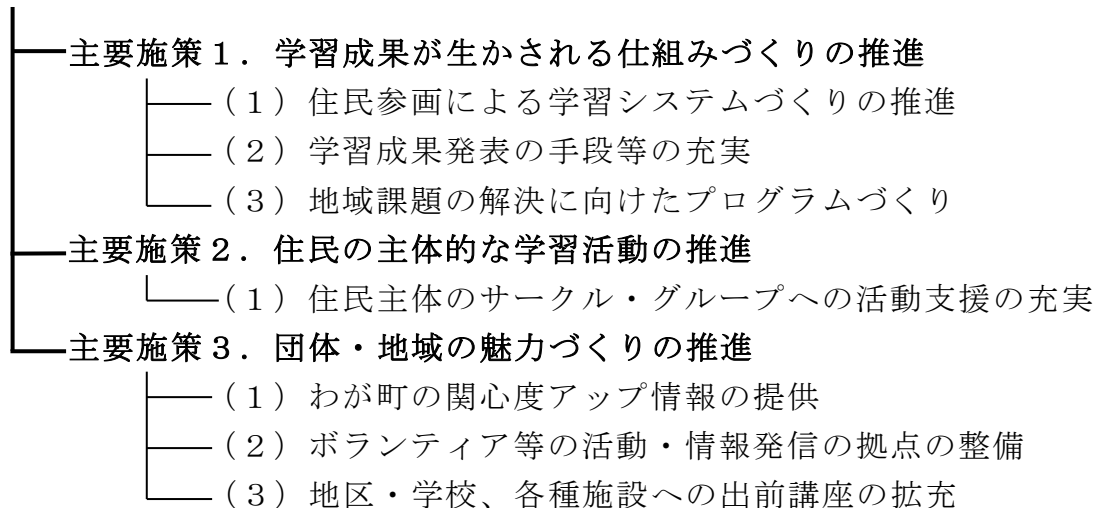 主要施策１．学習成果が生かされる仕組みづくりの推進
（１）住民参画による学習システムづくりの推進
（２）学習成果発表の手段等の充実
（３）地域課題の解決に向けたプログラムづくり
主要施策２．住民の主体的な学習活動の推進
（１）住民主体のサークル・グループへの活動支援の充実
主要施策３．団体・地域の魅力づくりの推進
（１）わが町の関心度アップ情報の提供
（２）ボランティア等の活動・情報発信の拠点の整備
（３）地区・学校、各種施設への出前講座の拡充